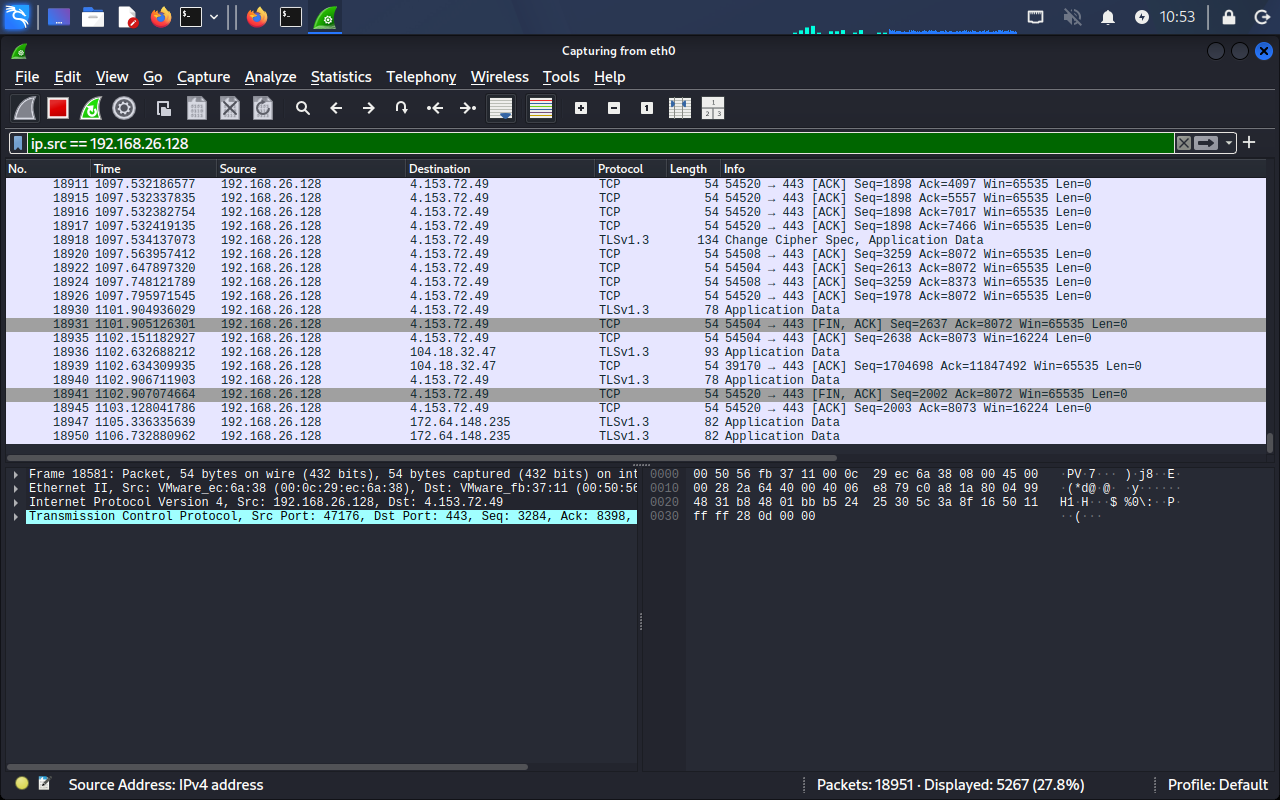 10:53
Capturing from eth0
File Edit View Go Capture Analyze Statistics Telephony Wireless Tools Help
ip.src == 192.168.26.128
No. Time Source Destination Protocol Length Info
18911 1097.532186577 192.168.26.128 4.153.72.49 TCP 54 54520 → 443 [ACK] Seq=1898 Ack=4097 Win=65535 Len=0
18915 1097.532337835 192.168.26.128 4.153.72.49 TCP 54 54520 → 443 [ACK] Seq=1898 Ack=5557 Win=65535 Len=0
18916 1097.532382754 192.168.26.128 4.153.72.49 TCP 54 54520 → 443 [ACK] Seq=1898 Ack=7017 Win=65535 Len=0
18917 1097.532419135 192.168.26.128 4.153.72.49 TCP 54 54520 → 443 [ACK] Seq=1898 Ack=7466 Win=65535 Len=0
18918 1097.534137073 192.168.26.128 4.153.72.49 TLSv1.3 134 Change Cipher Spec, Application Data
18920 1097.563957412 192.168.26.128 4.153.72.49 TCP 54 54508 → 443 [ACK] Seq=3259 Ack=8072 Win=65535 Len=0
18922 1097.647897320 192.168.26.128 4.153.72.49 TCP 54 54504 → 443 [ACK] Seq=2613 Ack=8072 Win=65535 Len=0
18924 1097.748121789 192.168.26.128 4.153.72.49 TCP 54 54508 → 443 [ACK] Seq=3259 Ack=8373 Win=65535 Len=0
18926 1097.795971545 192.168.26.128 4.153.72.49 TCP 54 54520 → 443 [ACK] Seq=1978 Ack=8072 Win=65535 Len=0
18930 1101.904936029 192.168.26.128 4.153.72.49 TLSv1.3 78 Application Data
18931 1101.905126301 192.168.26.128 4.153.72.49 TCP 54 54504 → 443 [FIN, ACK] Seq=2637 Ack=8072 Win=65535 Len=0
18935 1102.151182927 192.168.26.128 4.153.72.49 TCP 54 54504 → 443 [ACK] Seq=2638 Ack=8073 Win=16224 Len=0
18936 1102.632688212 192.168.26.128 104.18.32.47 TLSv1.3 93 Application Data
18939 1102.634309935 192.168.26.128 104.18.32.47 TCP 54 39170 → 443 [ACK] Seq=1704698 Ack=11847492 Win=65535 Len=0
18940 1102.906711903 192.168.26.128 4.153.72.49 TLSv1.3 78 Application Data
18941 1102.907074664 192.168.26.128 4.153.72.49 TCP 54 54520 → 443 [FIN, ACK] Seq=2002 Ack=8072 Win=65535 Len=0
18945 1103.128041786 192.168.26.128 4.153.72.49 TCP 54 54520 → 443 [ACK] Seq=2003 Ack=8073 Win=16224 Len=0
18947 1105.336335639 192.168.26.128 172.64.148.235 TLSv1.3 82 Application Data
18950 1106.732880962 192.168.26.128 172.64.148.235 TLSv1.3 82 Application Data
Frame 18581: Packet, 54 bytes on wire (432 bits), 54 bytes captured (432 bits) on int
Ethernet II, Src: VMware_ec:6a:38 (00:0c:29:ec:6a:38), Dst: VMware_fb:37:11 (00:50:56
Internet Protocol Version 4, Src: 192.168.26.128, Dst: 4.153.72.49
Transmission Control Protocol, Src Port: 47176, Dst Port: 443, Seq: 3284, Ack: 8398,
0000 00 50 56 fb 37 11 00 0c 29 ec 6a 38 08 00 45 00 ·PV·7··· )·j8··E·
0010 00 28 2a 64 40 00 40 06 e8 79 c0 a8 1a 80 04 99 ·(*d@·@· ·y······
0020 48 31 b8 48 01 bb b5 24 25 30 5c 3a 8f 16 50 11 H1·H···$ %0\:··P·
0030 ff ff 28 0d 00 00 ··(···
Source Address: IPv4 address Packets: 18951 · Displayed: 5267 (27.8%) Profile: Default